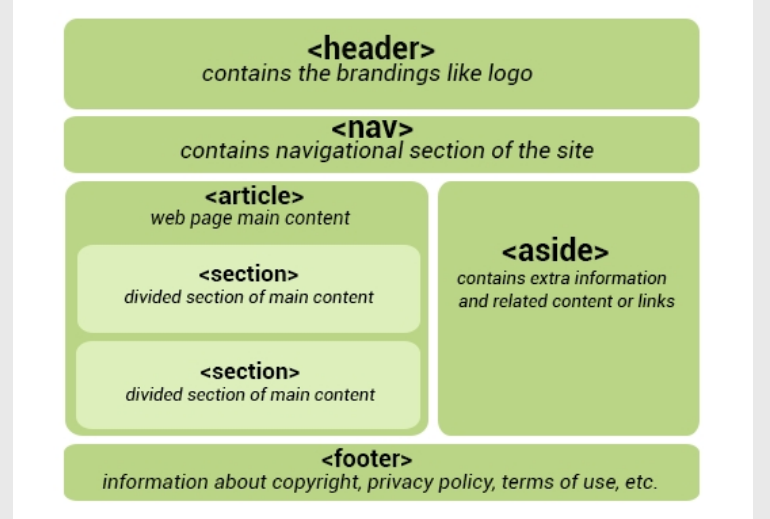 <header>
contains the brandings like logo
<nav>
contains navigational section of the site
<article>
web page main content
<section>
divided section of main content
<section>
divided section of main content
<aside>
contains extra information
and related content or links
<footer>
information about copyright, privacy policy, terms of use, etc.